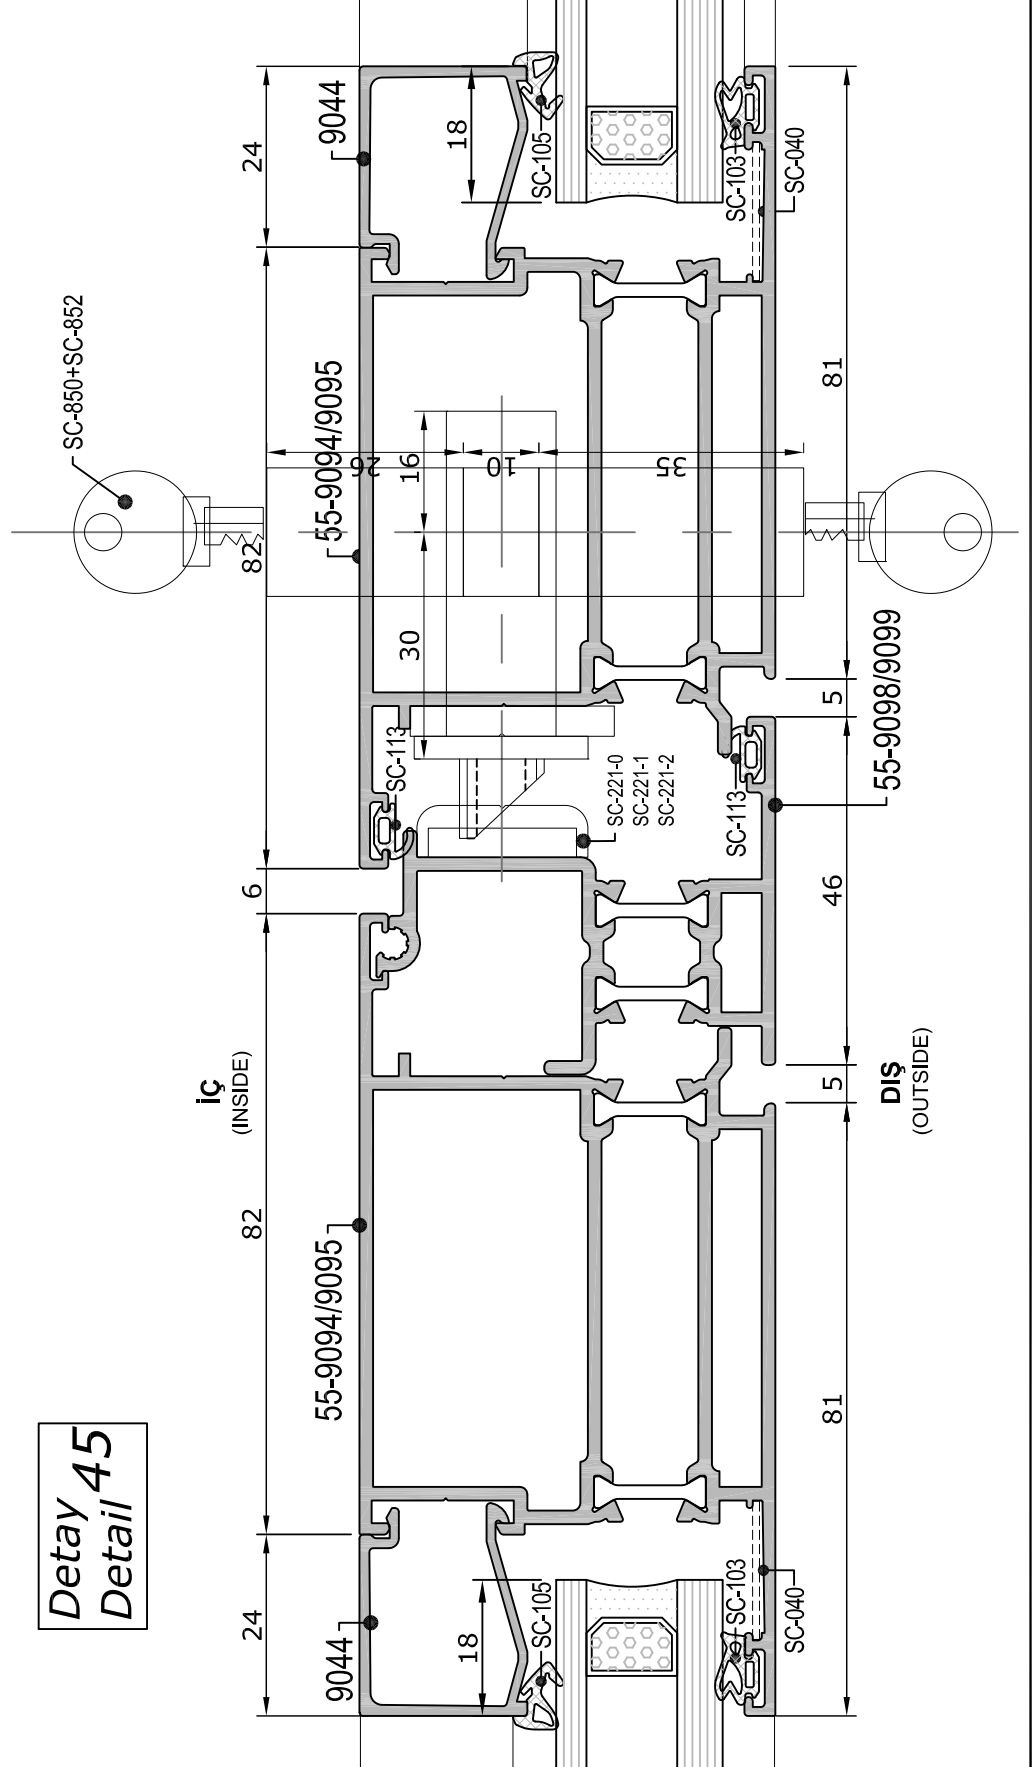 Detay
Detail 45
İÇ
(INSIDE)
24
82
6
82
24
9044
55-9094/9095
55-9094/9095
9044
SC-850+SC-852
18
30
16
18
26
10
35
SC-105
SC-113
SC-105
SC-221-0
SC-221-1
SC-221-2
SC-103
SC-040
SC-113
SC-103
SC-040
81
5
46
5
81
55-9098/9099
DIŞ
(OUTSIDE)